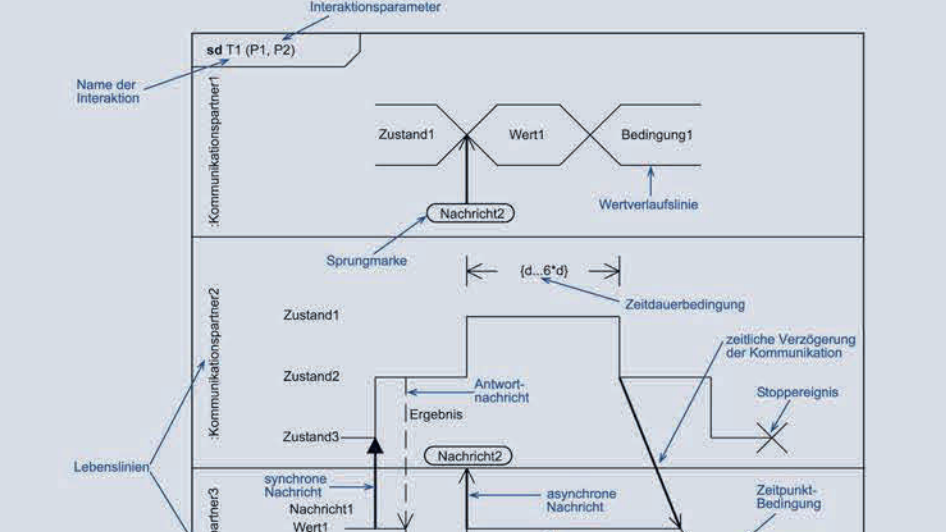 Interaktionsparameter
sd T1 (P1, P2)
Name der
Interaktion
:Kommunikationspartner1
Zustand1
Wert1
Bedingung1
Wertverlaufslinie
Nachricht2
Sprungmarke
{d...6*d}
Zeitdauerbedingung
:Kommunikationspartner2
Zustand1
zeitliche Verzögerung
der Kommunikation
Zustand2
Antwort-
nachricht
Stoppereignis
Ergebnis
Zustand3
Nachricht2
Lebenslinien
synchrone
Nachricht
asynchrone
Nachricht
Zeitpunkt-
Bedingung
Nachricht1
Wert1
artner3